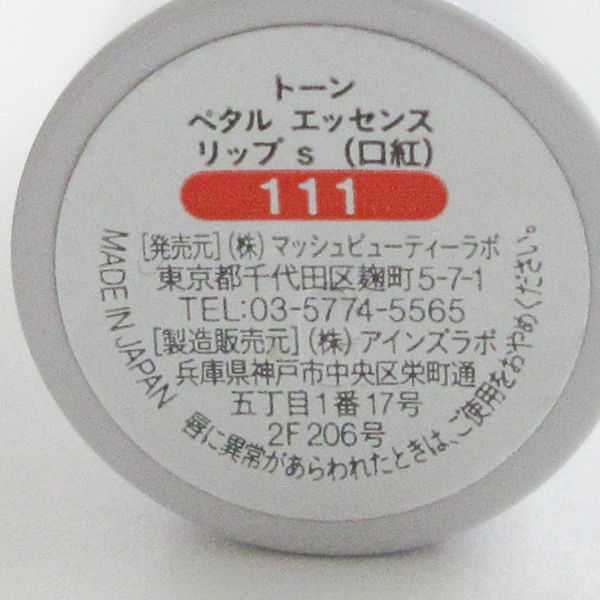 トーン
ペタル エッセンス
リップ s (口紅)
111
[発売元] (株) マッシュビューティーラボ
東京都千代田区麹町5-7-1
TEL:03-5774-5565
[製造販売元] (株) アインズラボ
兵庫県神戸市中央区栄町通
五丁目1番17号
2F 206号
MADE IN JAPAN
唇に異常があらわれたときは、ご使用をおやめください。